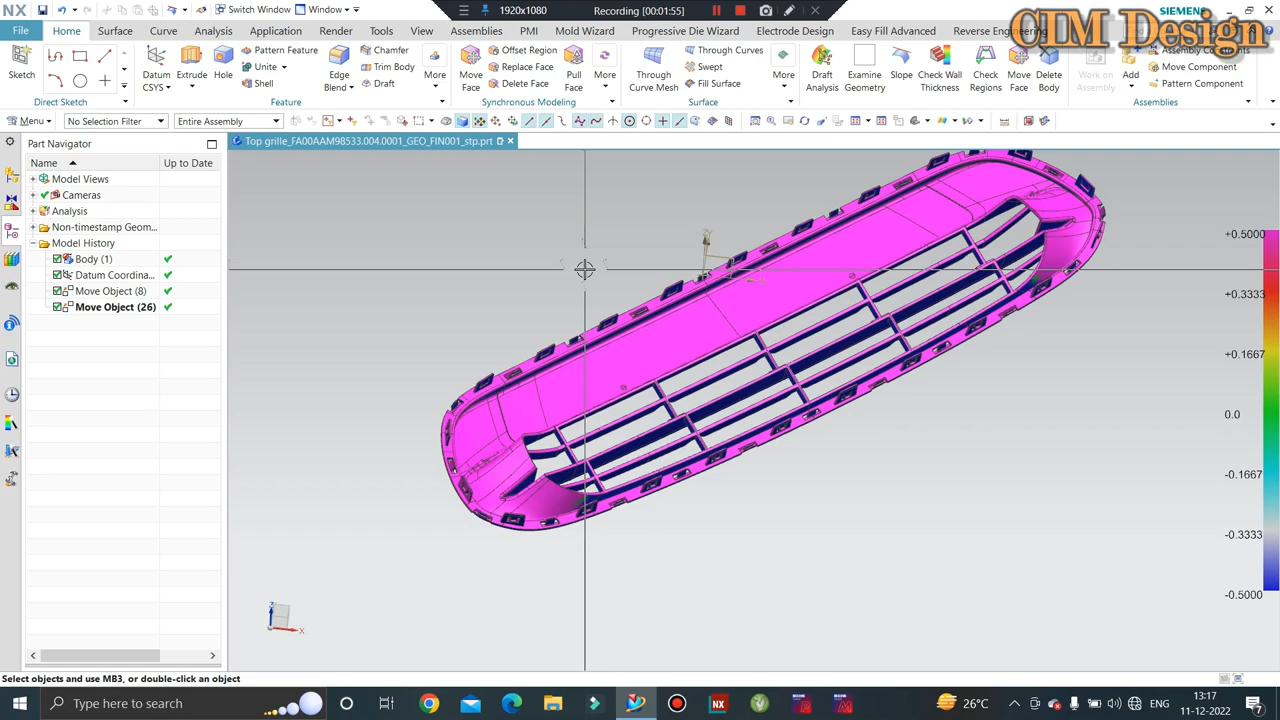 NX
Switch Window
Window
1920x1080
Recording [00:01:55]
SIEMENS
CIM Design
File
Home
Surface
Curve
Analysis
Application
Render
Tools
View
Assemblies
PMI
Mold Wizard
Progressive Die Wizard
Electrode Design
Easy Fill Advanced
Reverse Engineering
Sketch
Datum CSYS
Extrude
Hole
Pattern Feature
Unite
Shell
Edge Blend
Chamfer
Trim Body
Draft
More
Move Face
Offset Region
Replace Face
Delete Face
Pull Face
More
Through Curve Mesh
Through Curves
Swept
Fill Surface
More
Draft Analysis
Examine Geometry
Slope
Check Wall Thickness
Check Regions
Move Face
Delete Body
Work on Assembly
Add
Assembly Constraints
Move Component
Pattern Component
Direct Sketch
Feature
Synchronous Modeling
Surface
Assemblies
Menu
No Selection Filter
Entire Assembly
Part Navigator
Top grille_FA00AAM98533.004.0001_GEO_FIN001_stp.prt
Name
Up to Date
Model Views
Cameras
Analysis
Non-timestamp Geom...
Model History
Body (1)
Datum Coordina...
Move Object (8)
Move Object (26)
+0.5000
+0.3333
+0.1667
0.0
-0.1667
-0.3333
-0.5000
Z
X
Select objects and use MB3, or double-click an object
Type here to search
26°C
ENG
13:17
11-12-2022
7